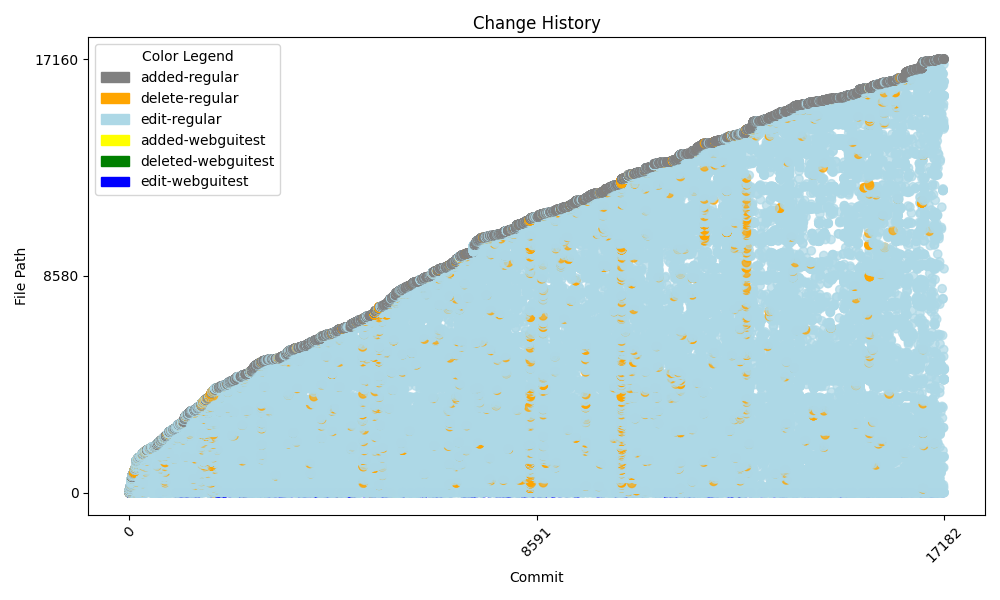 Change History
Color Legend
added-regular
delete-regular
edit-regular
added-webguitest
deleted-webguitest
edit-webguitest
17160
8580
0
File Path
0
8591
17182
Commit